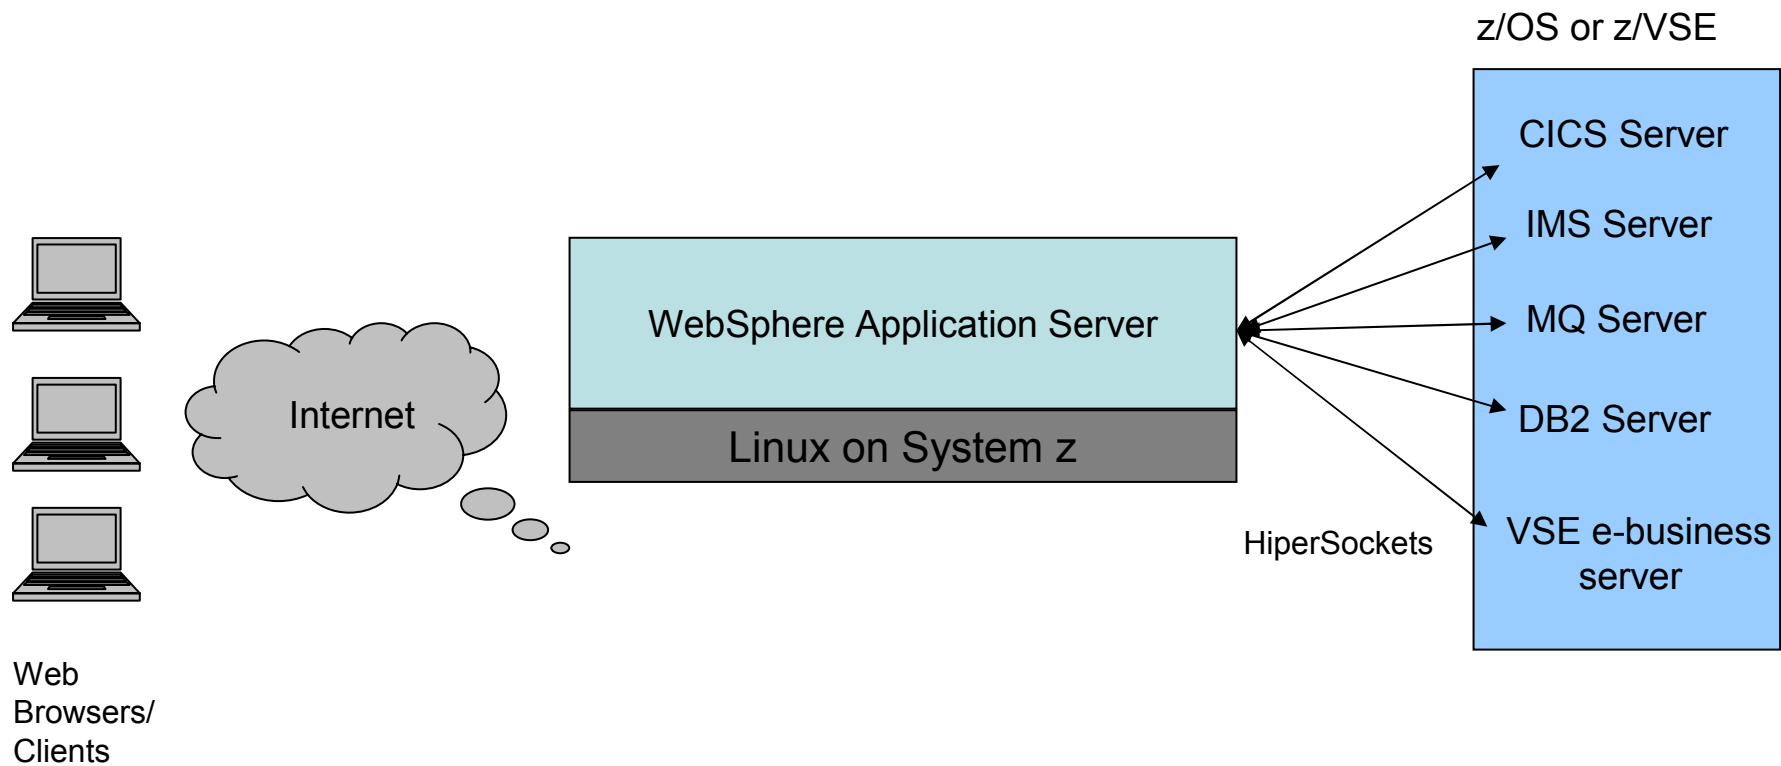 z/OS or z/VSE
CICS Server
IMS Server
WebSphere Application Server
MQ Server
Internet
DB2 Server
Linux on System z
HiperSockets
VSE e-business
server
Web
Browsers/
Clients